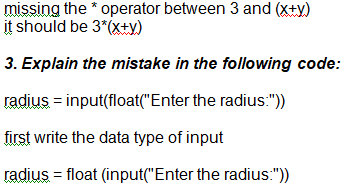 missing the * operator between 3 and (x+y)
it should be 3*(x+y)
3. Explain the mistake in the following code:
radius = input(float("Enter the radius:"))
first write the data type of input
radius = float (input("Enter the radius:"))